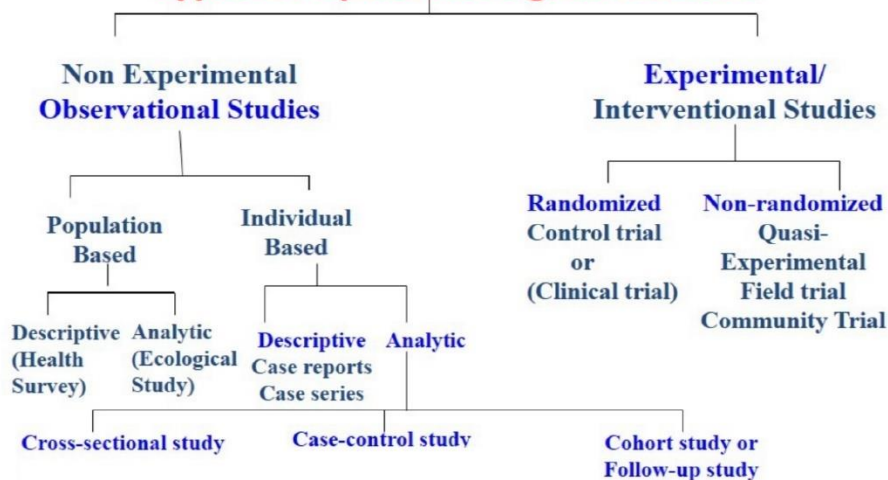 Non Experimental
Observational Studies
Experimental/
Interventional Studies
Population
Based
Individual
Based
Randomized
Control trial
or
(Clinical trial)
Non-randomized
Quasi-
Experimental
Field trial
Community Trial
Descriptive
(Health
Survey)
Analytic
(Ecological
Study)
Descriptive
Case reports
Case series
Analytic
Cross-sectional study
Case-control study
Cohort study or
Follow-up study